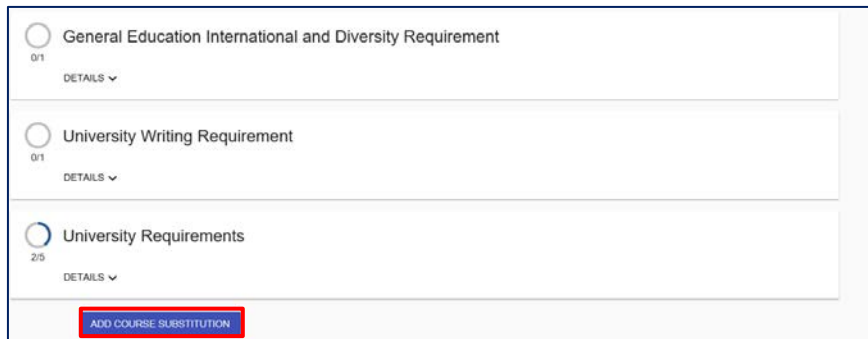 General Education International and Diversity Requirement
0/1
DETAILS
University Writing Requirement
0/1
DETAILS
University Requirements
2/5
DETAILS
ADD COURSE SUBSTITUTION